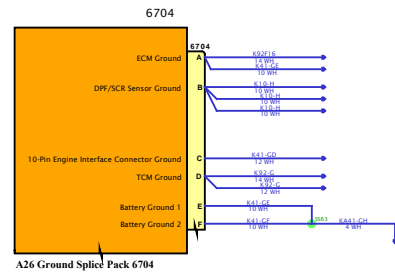 6704
6704
ECM Ground
A
K92F16
14 WH
K41-GE
10 WH
DPF/SCR Sensor Ground
B
K10-H
10 WH
K10-H
10 WH
K10-H
10 WH
10-Pin Engine Interface Connector Ground
C
K41-GD
12 WH
TCM Ground
D
K92-G
14 WH
K92-G
12 WH
Battery Ground 1
E
K41-GE
10 WH
Battery Ground 2
F
K41-GF
10 WH
S563
KA41-GH
4 WH
A26 Ground Splice Pack 6704